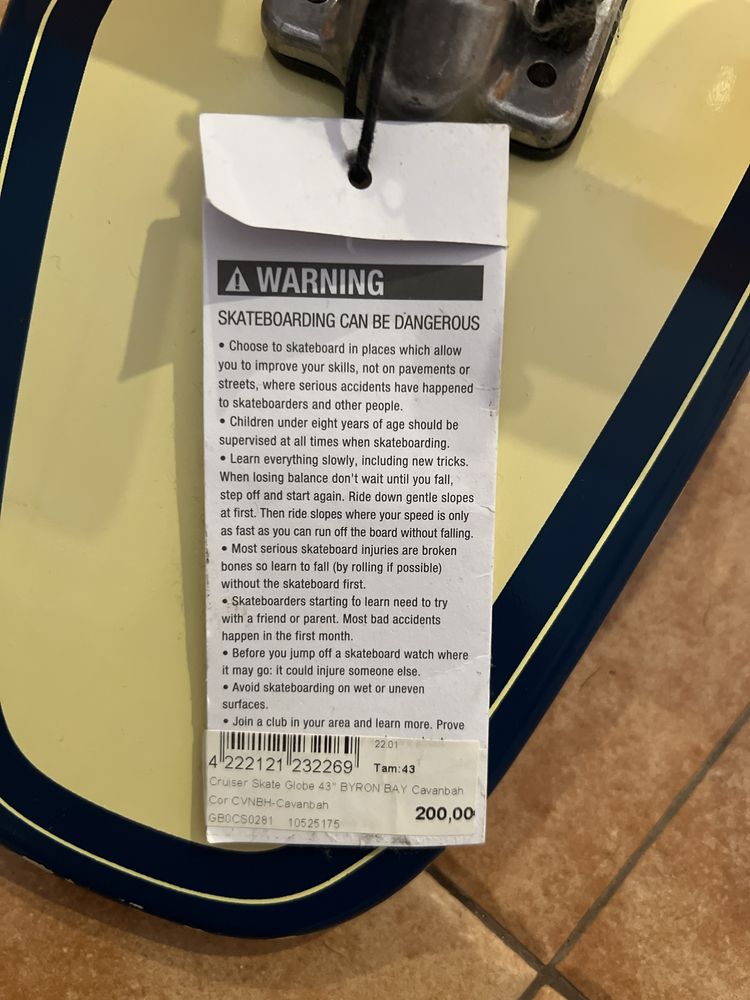 WARNING
SKATEBOARDING CAN BE DANGEROUS
• Choose to skateboard in places which allow
you to improve your skills, not on pavements or
streets, where serious accidents have happened
to skateboarders and other people.
• Children under eight years of age should be
supervised at all times when skateboarding.
• Learn everything slowly, including new tricks.
When losing balance don't wait until you fall,
step off and start again. Ride down gentle slopes
at first. Then ride slopes where your speed is only
as fast as you can run off the board without falling.
• Most serious skateboard injuries are broken
bones so learn to fall (by rolling if possible)
without the skateboard first.
• Skateboarders starting to learn need to try
with a friend or parent. Most bad accidents
happen in the first month.
• Before you jump off a skateboard watch where
it may go: it could injure someone else.
• Avoid skateboarding on wet or uneven
surfaces.
• Join a club in your area and learn more. Prove
22.01
4 222121 232269 Tam:43
Cruiser Skate Globe 43" BYRON BAY Cavanbah
Cor CVNBH-Cavanbah
GB0CS0281 10525175 200,00